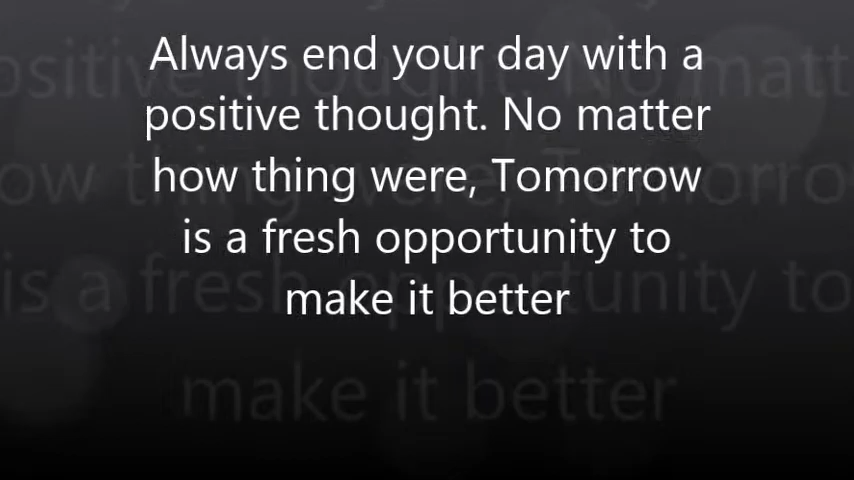 Always end your day with a
positive thought. No matter
how thing were, Tomorrow
is a fresh opportunity to
make it better